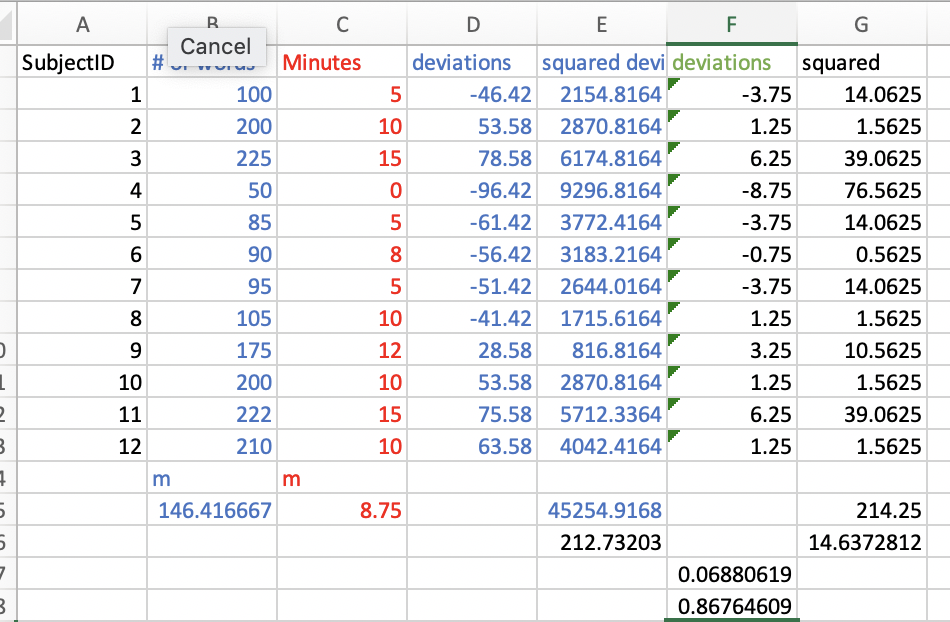 A B C D E F G
Cancel
SubjectID # of words Minutes deviations squared devi deviations squared
1 100 5 -46.42 2154.8164 -3.75 14.0625
2 200 10 53.58 2870.8164 1.25 1.5625
3 225 15 78.58 6174.8164 6.25 39.0625
4 50 0 -96.42 9296.8164 -8.75 76.5625
5 85 5 -61.42 3772.4164 -3.75 14.0625
6 90 8 -56.42 3183.2164 -0.75 0.5625
7 95 5 -51.42 2644.0164 -3.75 14.0625
8 105 10 -41.42 1715.6164 1.25 1.5625
0 9 175 12 28.58 816.8164 3.25 10.5625
1 10 200 10 53.58 2870.8164 1.25 1.5625
2 11 222 15 75.58 5712.3364 6.25 39.0625
3 12 210 10 63.58 4042.4164 1.25 1.5625
4 m m
5 146.416667 8.75 45254.9168 214.25
6 212.73203 14.6372812
7 0.06880619
8 0.86764609